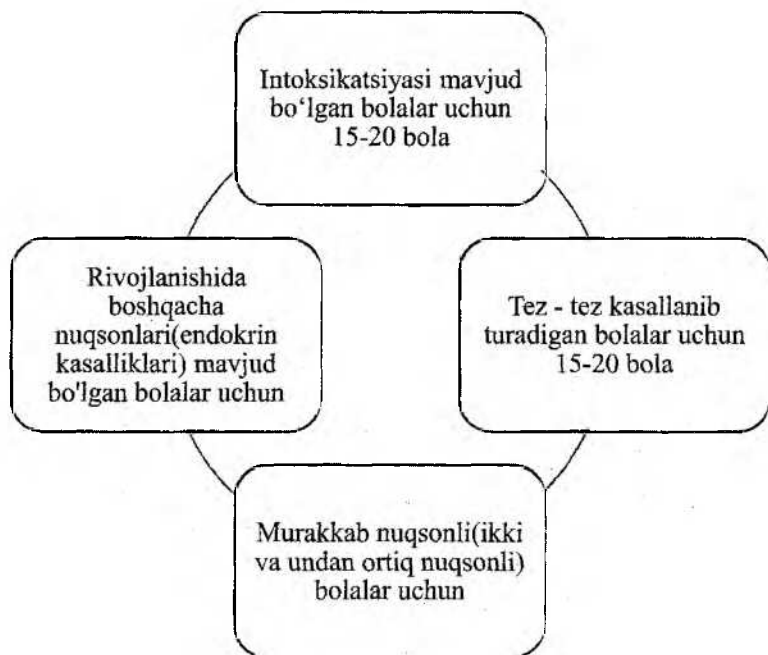 Intoksikatsiyasi mavjud
bo‘lgan bolalar uchun
15-20 bola
Rivojlanishida
boshqacha
nuqsonlari(endokrin
kasalliklari) mavjud
bo'lgan bolalar uchun
Tez - tez kasallanib
turadigan bolalar uchun
15-20 bola
Murakkab nuqsonli(ikki
va undan ortiq nuqsonli)
bolalar uchun